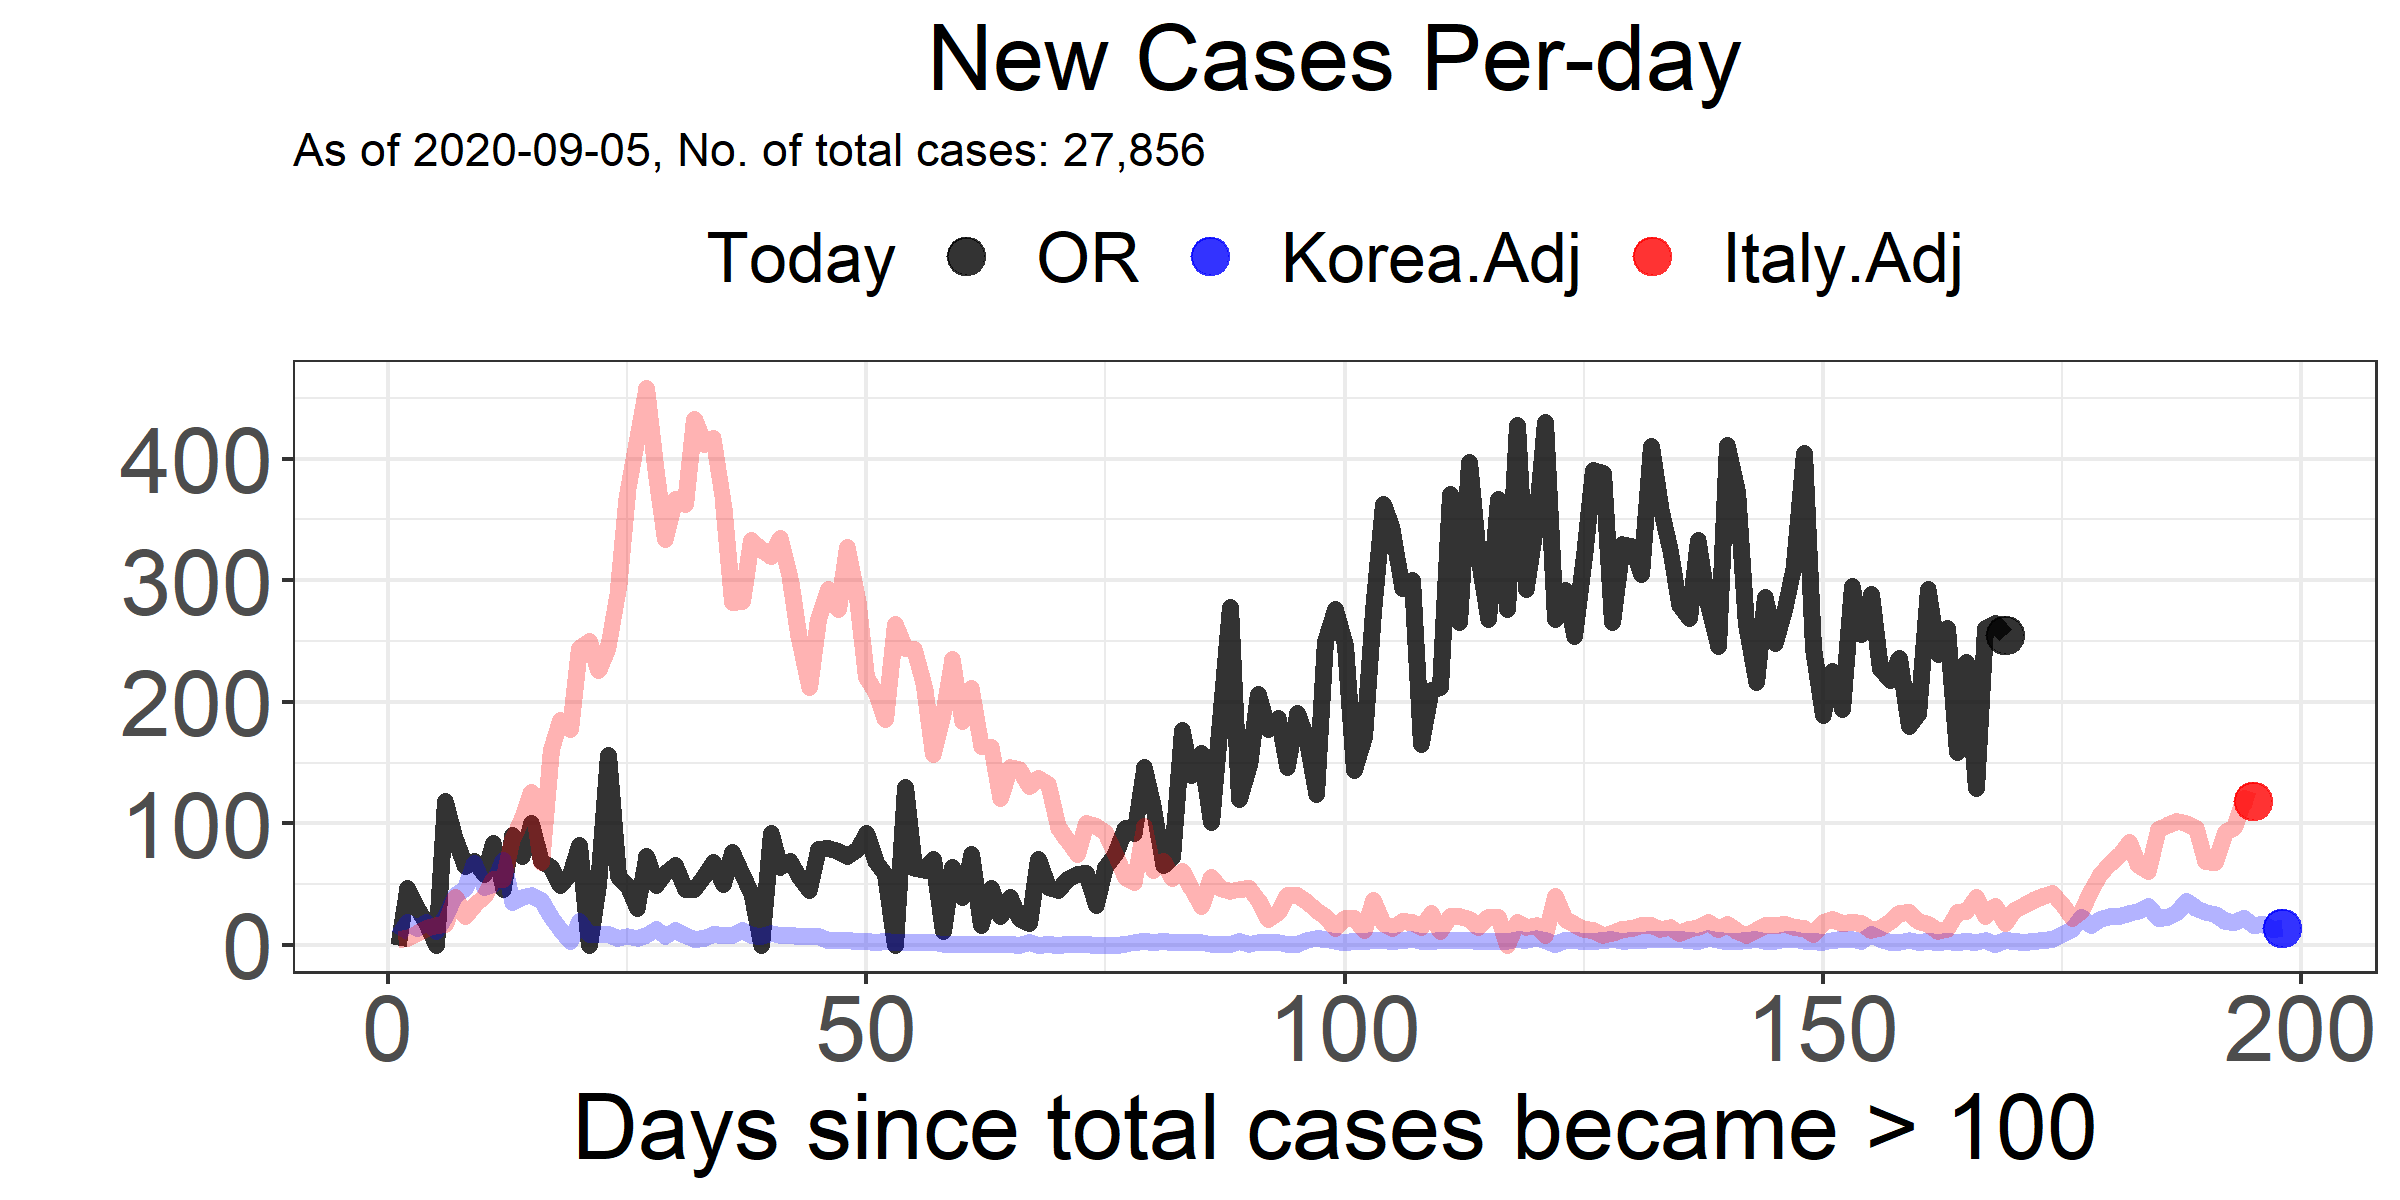 New Cases Per-day
As of 2020-09-05, No. of total cases: 27,856
Today OR Korea.Adj Italy.Adj
400
300
200
100
0
0 50 100 150 200
Days since total cases became > 100